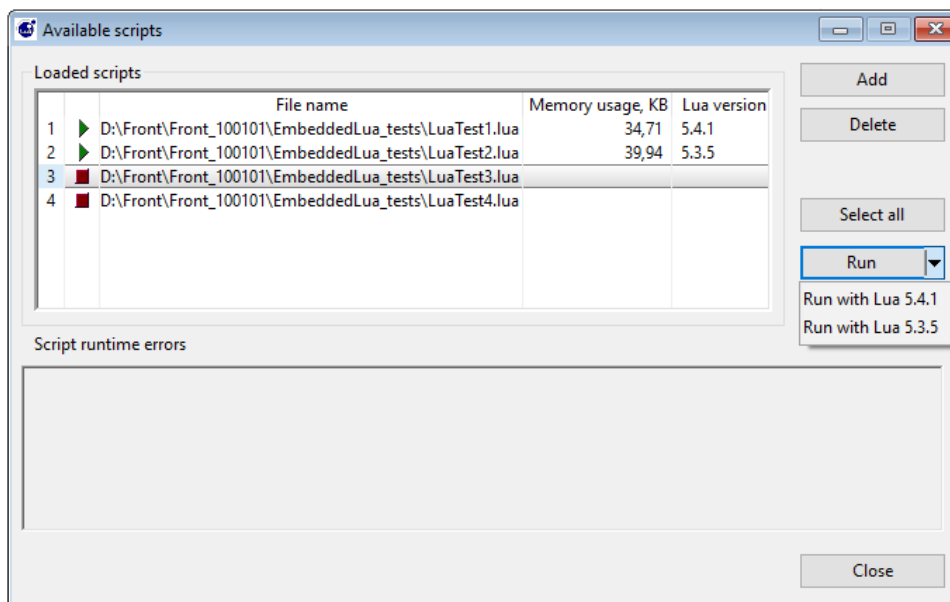 Available scripts
Loaded scripts
File name Memory usage, KB Lua version
1 D:\Front\Front_100101\EmbeddedLua_tests\LuaTest1.lua 34,71 5.4.1
2 D:\Front\Front_100101\EmbeddedLua_tests\LuaTest2.lua 39,94 5.3.5
3 D:\Front\Front_100101\EmbeddedLua_tests\LuaTest3.lua
4 D:\Front\Front_100101\EmbeddedLua_tests\LuaTest4.lua
Add
Delete
Select all
Run
Run with Lua 5.4.1
Run with Lua 5.3.5
Script runtime errors
Close